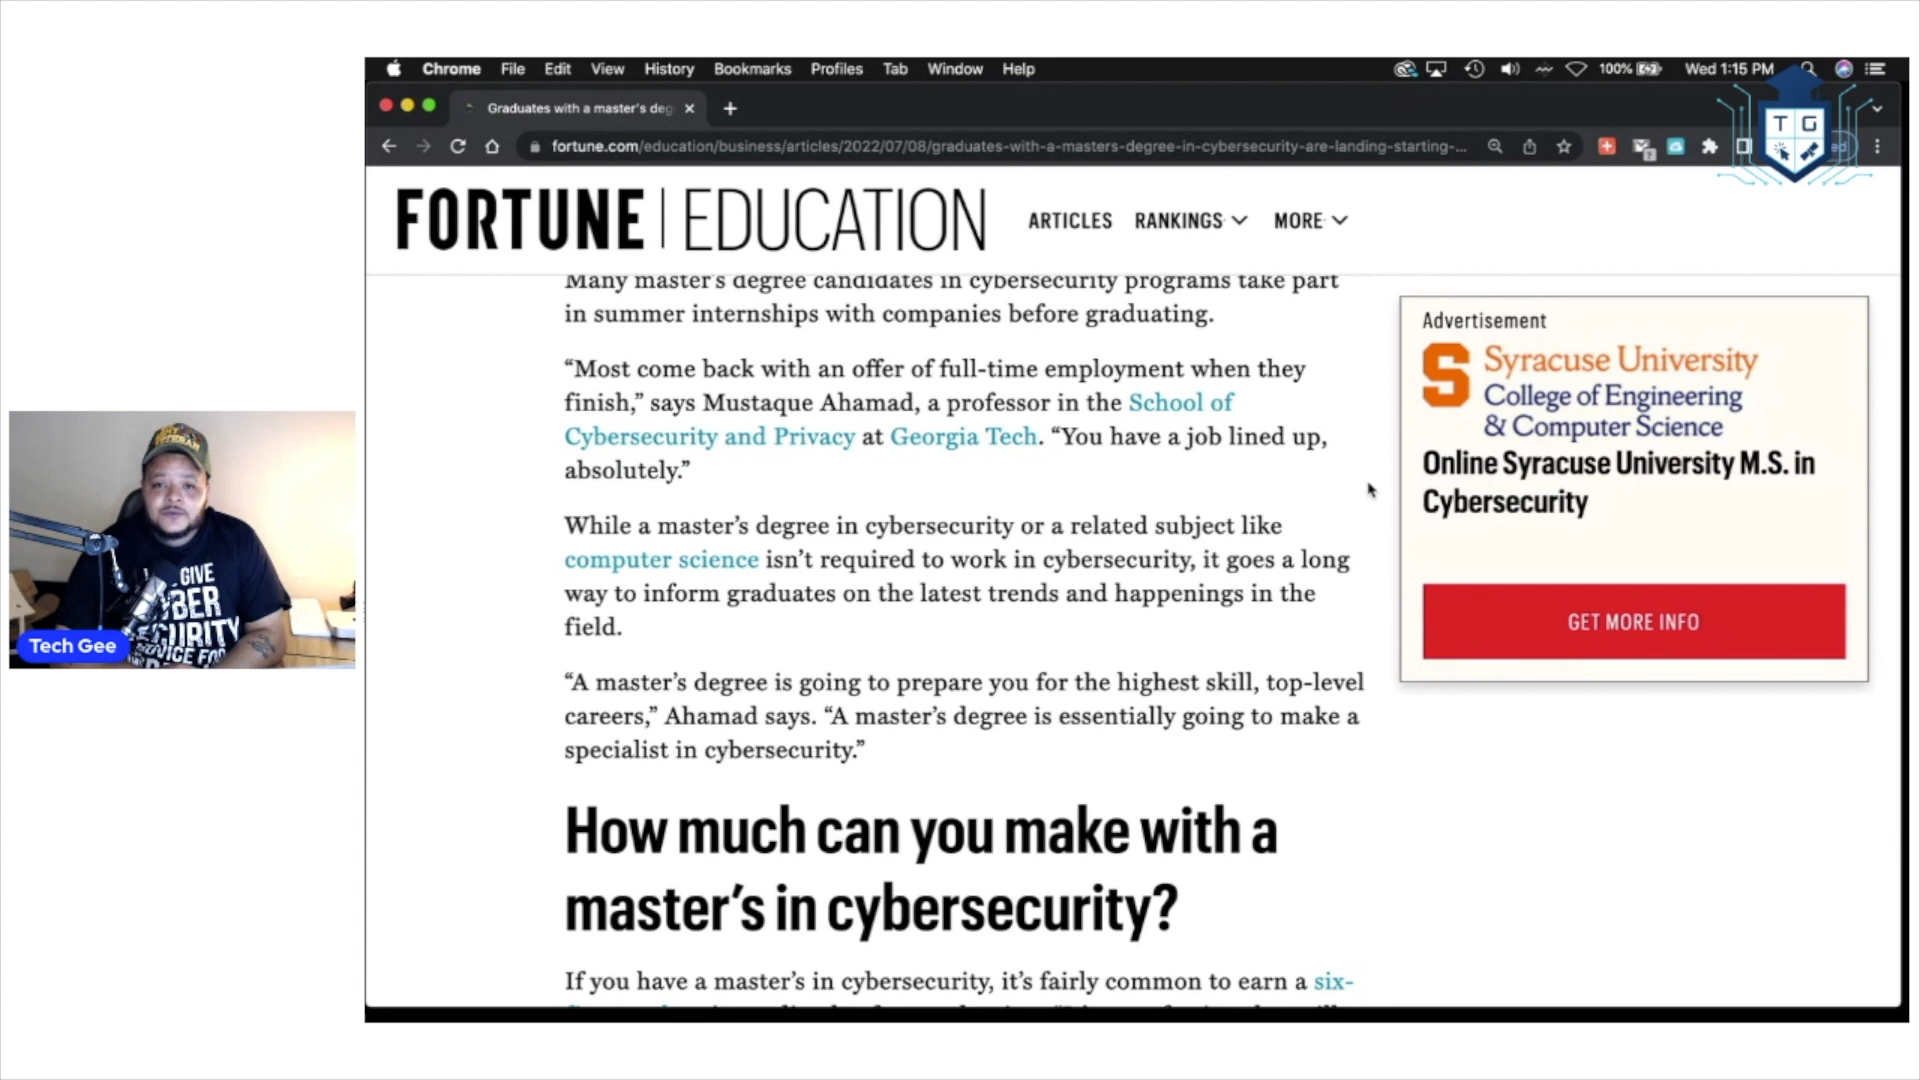 Chrome File Edit View History Bookmarks Profiles Tab Window Help 100% Wed 1:15 PM
Graduates with a master's deg
fortune.com/education/business/articles/2022/07/08/graduates-with-a-masters-degree-in-cybersecurity-are-landing-starting-...
T G
FORTUNE | EDUCATION ARTICLES RANKINGS MORE
Many master's degree candidates in cybersecurity programs take part
in summer internships with companies before graduating.
“Most come back with an offer of full-time employment when they
finish,” says Mustaque Ahamad, a professor in the School of
Cybersecurity and Privacy at Georgia Tech. “You have a job lined up,
absolutely.”
While a master’s degree in cybersecurity or a related subject like
computer science isn’t required to work in cybersecurity, it goes a long
way to inform graduates on the latest trends and happenings in the
field.
“A master’s degree is going to prepare you for the highest skill, top-level
careers,” Ahamad says. “A master’s degree is essentially going to make a
specialist in cybersecurity.”
How much can you make with a
master’s in cybersecurity?
If you have a master’s in cybersecurity, it’s fairly common to earn a six-
Advertisement
S Syracuse University
College of Engineering
& Computer Science
Online Syracuse University M.S. in
Cybersecurity
GET MORE INFO
VETERAN
GIVE
Tech Gee